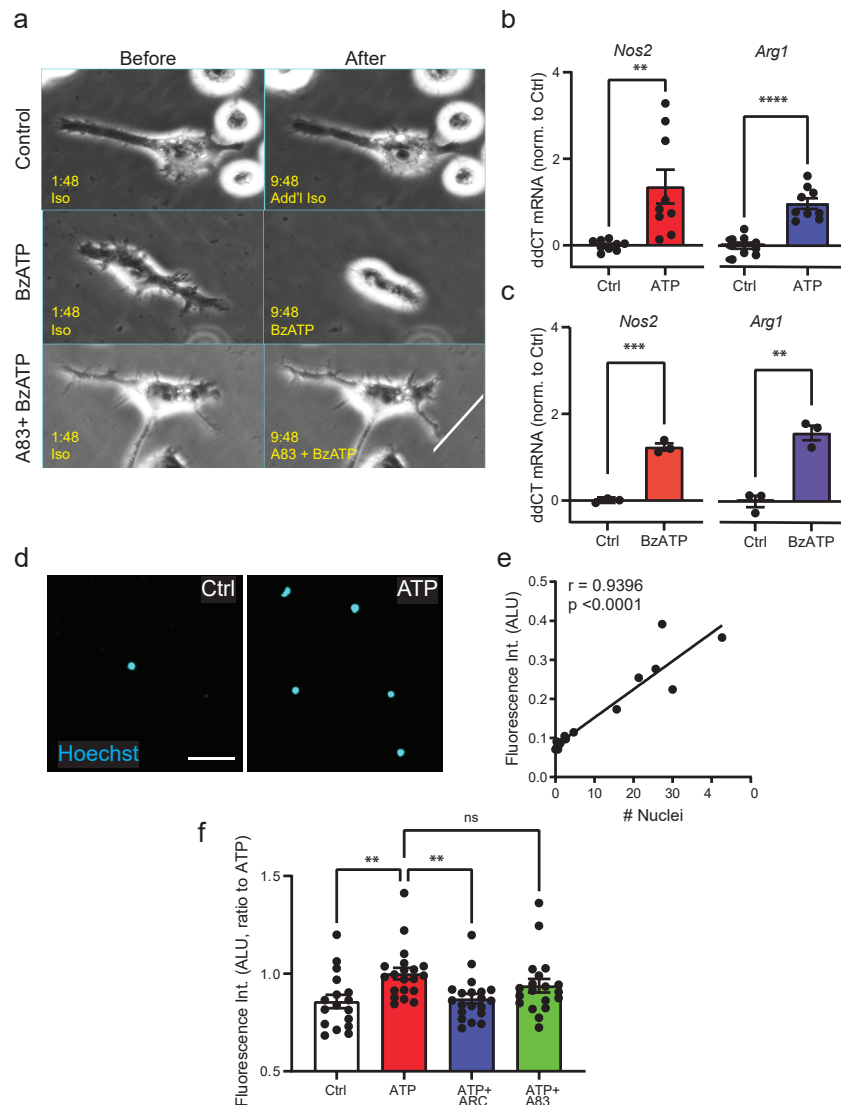 a
Before
After
Control
1:48
Iso
9:48
Add'l Iso
BzATP
1:48
Iso
9:48
BzATP
A83+ BzATP
1:48
Iso
9:48
A83 + BzATP
b
Nos2
Arg1
ddCT mRNA (norm. to Ctrl)
**
****
4
2
0
Ctrl
ATP
Ctrl
ATP
c
Nos2
Arg1
ddCT mRNA (norm. to Ctrl)
***
**
4
2
0
Ctrl
BzATP
Ctrl
BzATP
d
Ctrl
ATP
Hoechst
e
r = 0.9396
p <0.0001
Fluorescence Int. (ALU)
0.5
0.4
0.3
0.2
0.1
0.0
0
10
20
30
4
0
# Nuclei
f
ns
**
**
Fluorescence Int. (ALU, ratio to ATP)
1.5
1.0
0.5
Ctrl
ATP
ATP+
ARC
ATP+
A83